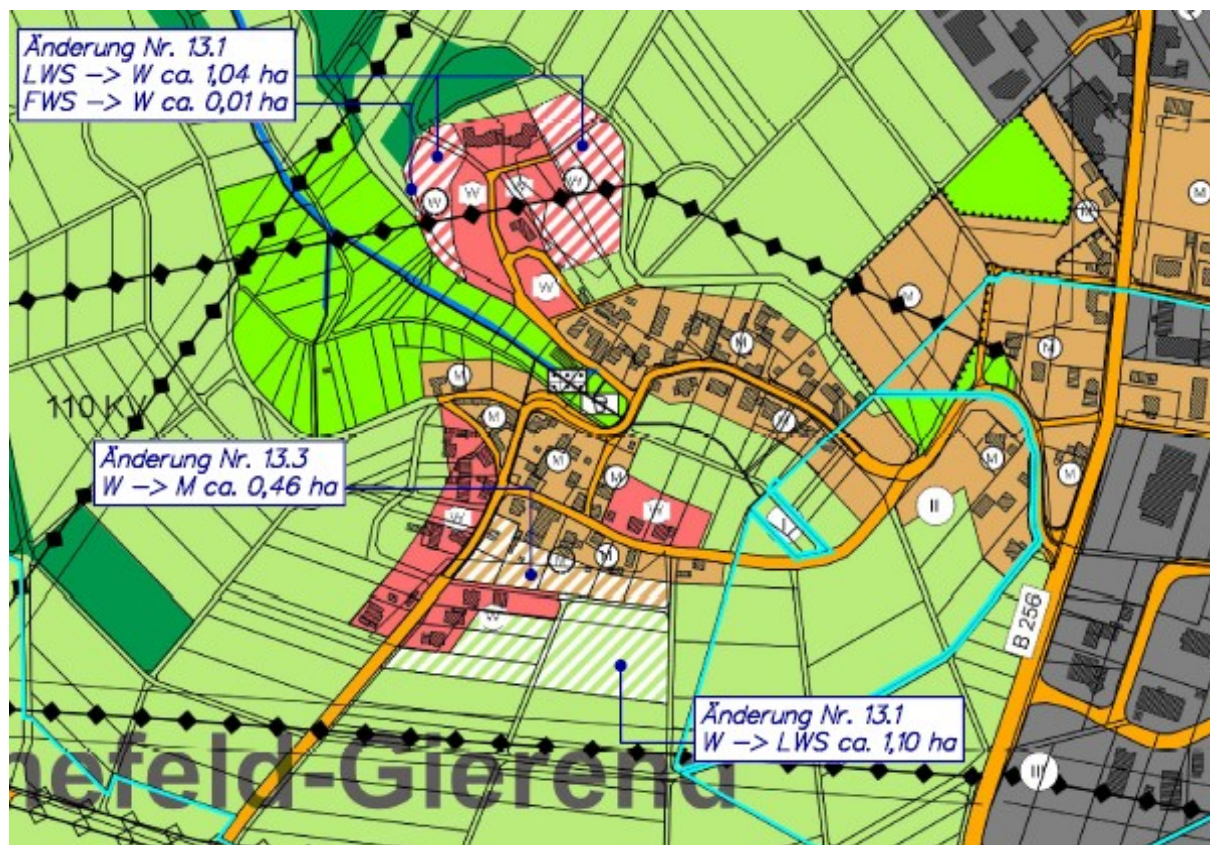 Änderung Nr. 13.1
LWS -> W ca. 1,04 ha
FWS -> W ca. 0,01 ha
W
W
W
W
M
M
M
M
M
110 KV
M
M
M
M
M
Änderung Nr. 13.3
W -> M ca. 0,46 ha
M
M
W
W
II
M
W
B 256
Änderung Nr. 13.1
W -> LWS ca. 1,10 ha
nefeld-Gierend